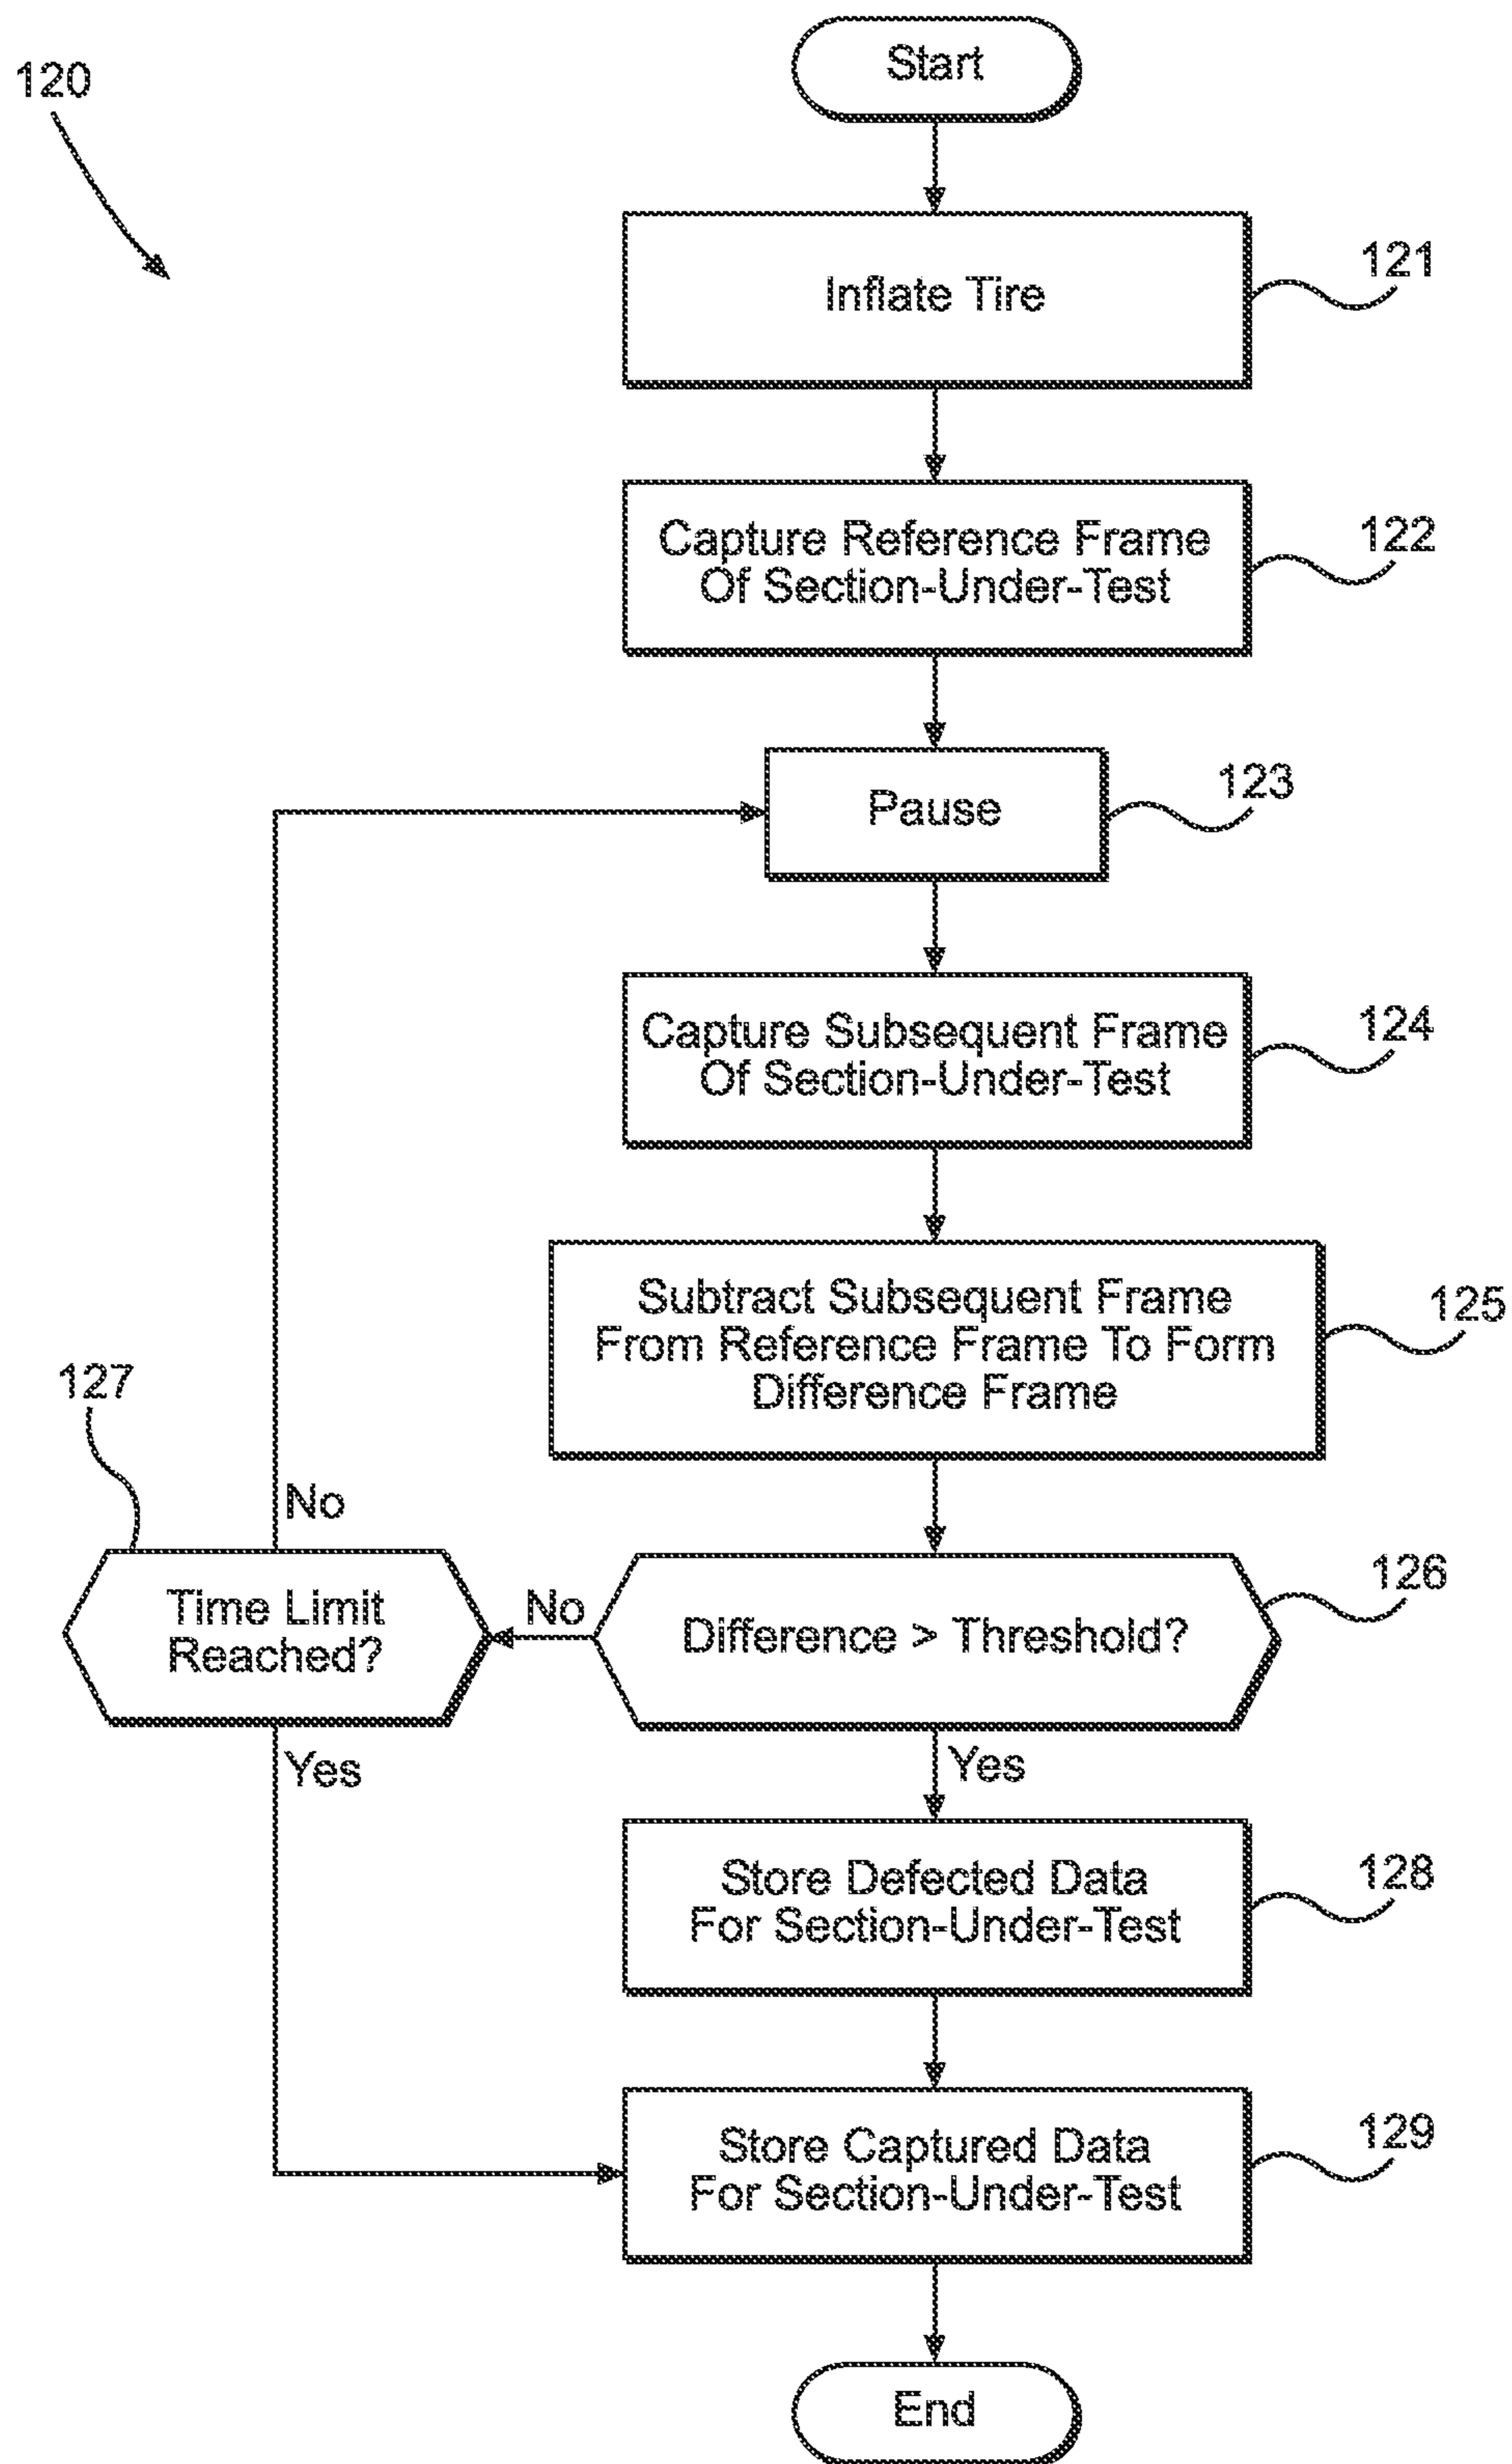 Start
120
Inflate Tire
121
Capture Reference Frame
Of Section-Under-Test
122
Pause
123
Capture Subsequent Frame
Of Section-Under-Test
124
Subtract Subsequent Frame
From Reference Frame To Form
Difference Frame
125
127
No
Time Limit
Reached?
No
Difference > Threshold?
126
Yes
Yes
Store Defected Data
For Section-Under-Test
128
Store Captured Data
For Section-Under-Test
129
End